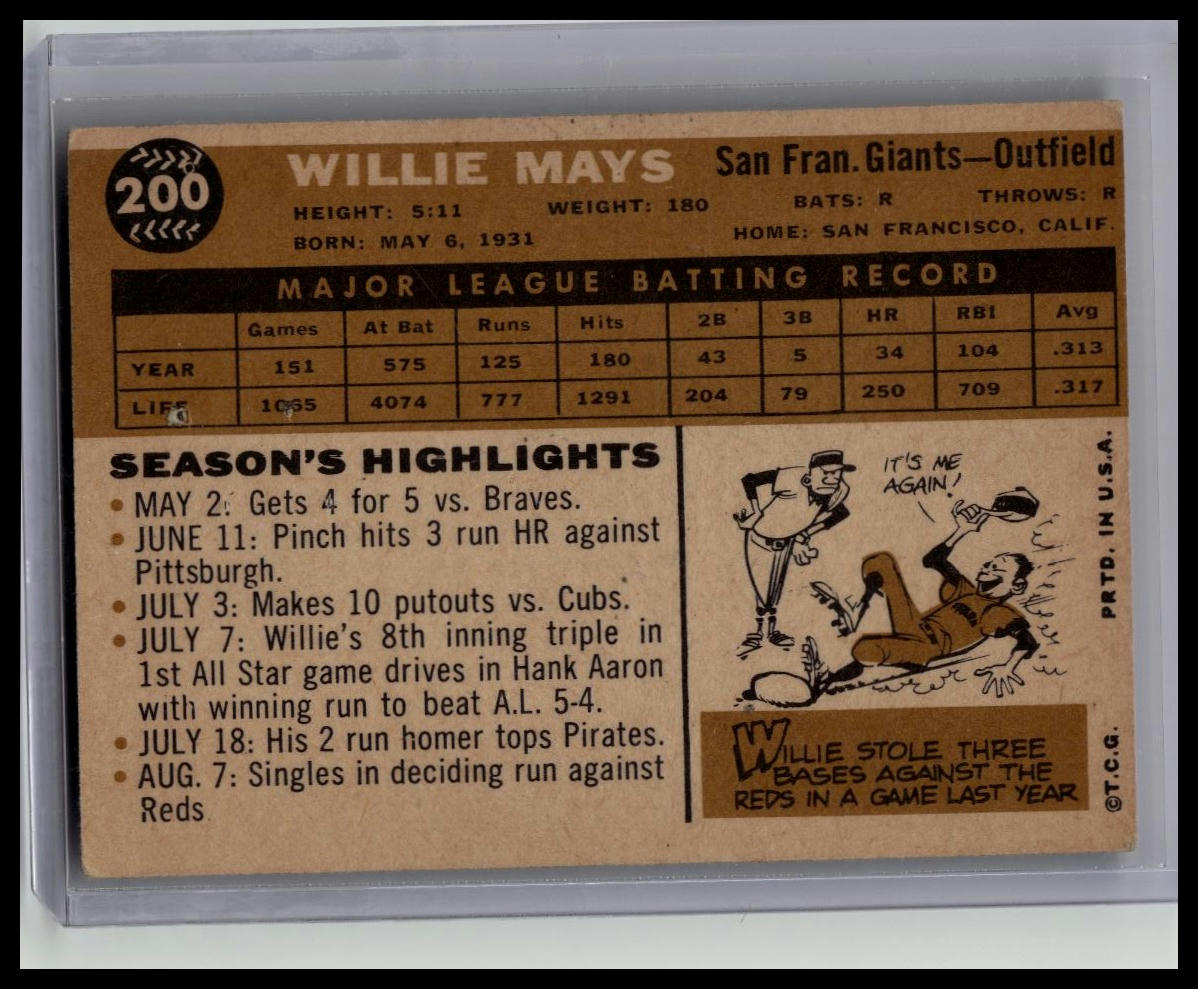 200
WILLIE MAYS
San Fran. Giants—Outfield
HEIGHT: 5:11 WEIGHT: 180 BATS: R THROWS: R
BORN: MAY 6, 1931 HOME: SAN FRANCISCO, CALIF.
MAJOR LEAGUE BATTING RECORD
Games At Bat Runs Hits 2B 3B HR RBI Avg
YEAR 151 575 125 180 43 5 34 104 .313
LIFE 1065 4074 777 1291 204 79 250 709 .317
SEASON'S HIGHLIGHTS
• MAY 2: Gets 4 for 5 vs. Braves.
• JUNE 11: Pinch hits 3 run HR against
Pittsburgh.
• JULY 3: Makes 10 putouts vs. Cubs.
• JULY 7: Willie's 8th inning triple in
1st All Star game drives in Hank Aaron
with winning run to beat A.L. 5-4.
• JULY 18: His 2 run homer tops Pirates.
• AUG. 7: Singles in deciding run against
Reds
IT'S ME
AGAIN!
WILLIE STOLE THREE
BASES AGAINST THE
REDS IN A GAME LAST YEAR
©T.C.G. PRTD. IN U.S.A.